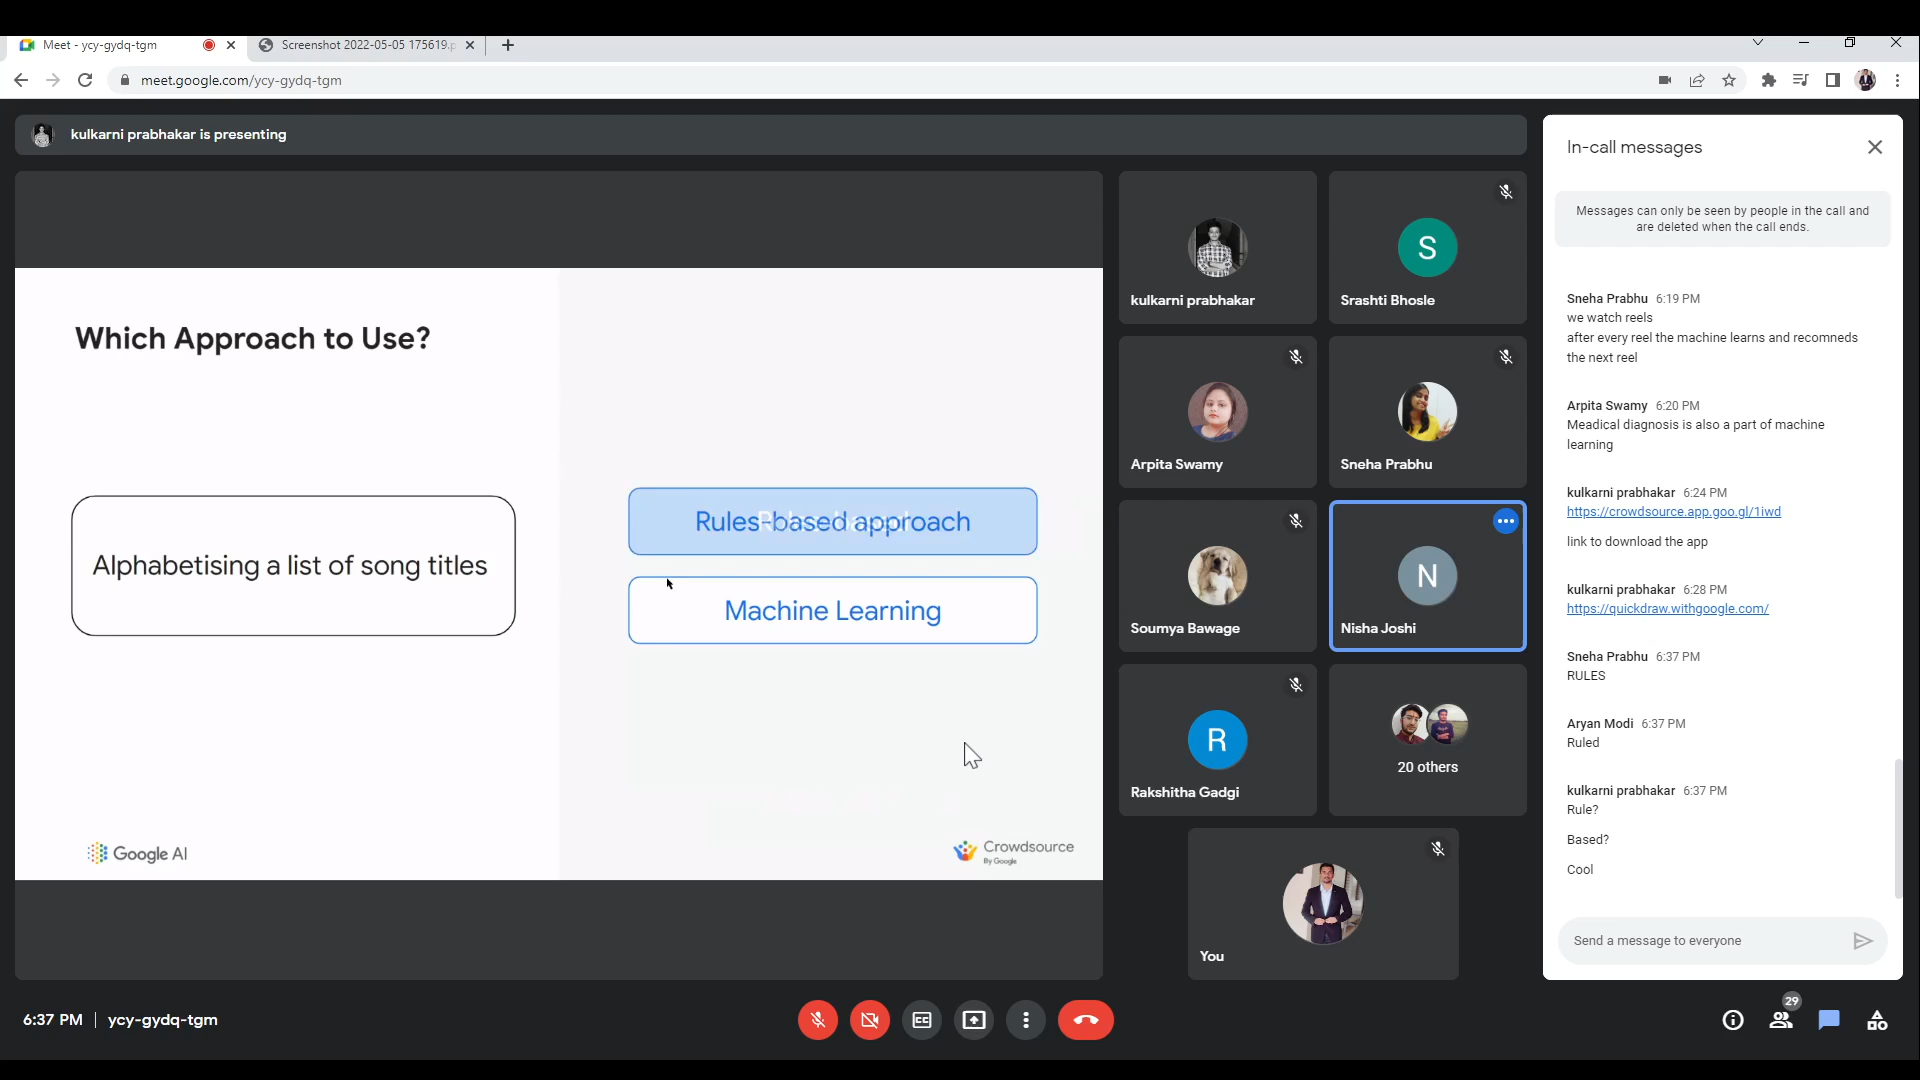 Meet - ycy-gydq-tgm
Screenshot 2022-05-05 175619.p
meet.google.com/ycy-gydq-tgm
kulkarni prabhakar is presenting
Which Approach to Use?
Alphabetising a list of song titles
Rules-based approach
Machine Learning
Google AI
Crowdsource
By Google
kulkarni prabhakar
S
Srashti Bhosle
Arpita Swamy
Sneha Prabhu
Soumya Bawage
N
Nisha Joshi
R
Rakshitha Gadgi
20 others
You
In-call messages
Messages can only be seen by people in the call and
are deleted when the call ends.
Sneha Prabhu 6:19 PM
we watch reels
after every reel the machine learns and recomneds
the next reel
Arpita Swamy 6:20 PM
Meadical diagnosis is also a part of machine
learning
kulkarni prabhakar 6:24 PM
https://crowdsource.app.goo.gl/1iwd
link to download the app
kulkarni prabhakar 6:28 PM
https://quickdraw.withgoogle.com/
Sneha Prabhu 6:37 PM
RULES
Aryan Modi 6:37 PM
Ruled
kulkarni prabhakar 6:37 PM
Rule?
Based?
Cool
Send a message to everyone
6:37 PM | ycy-gydq-tgm
29